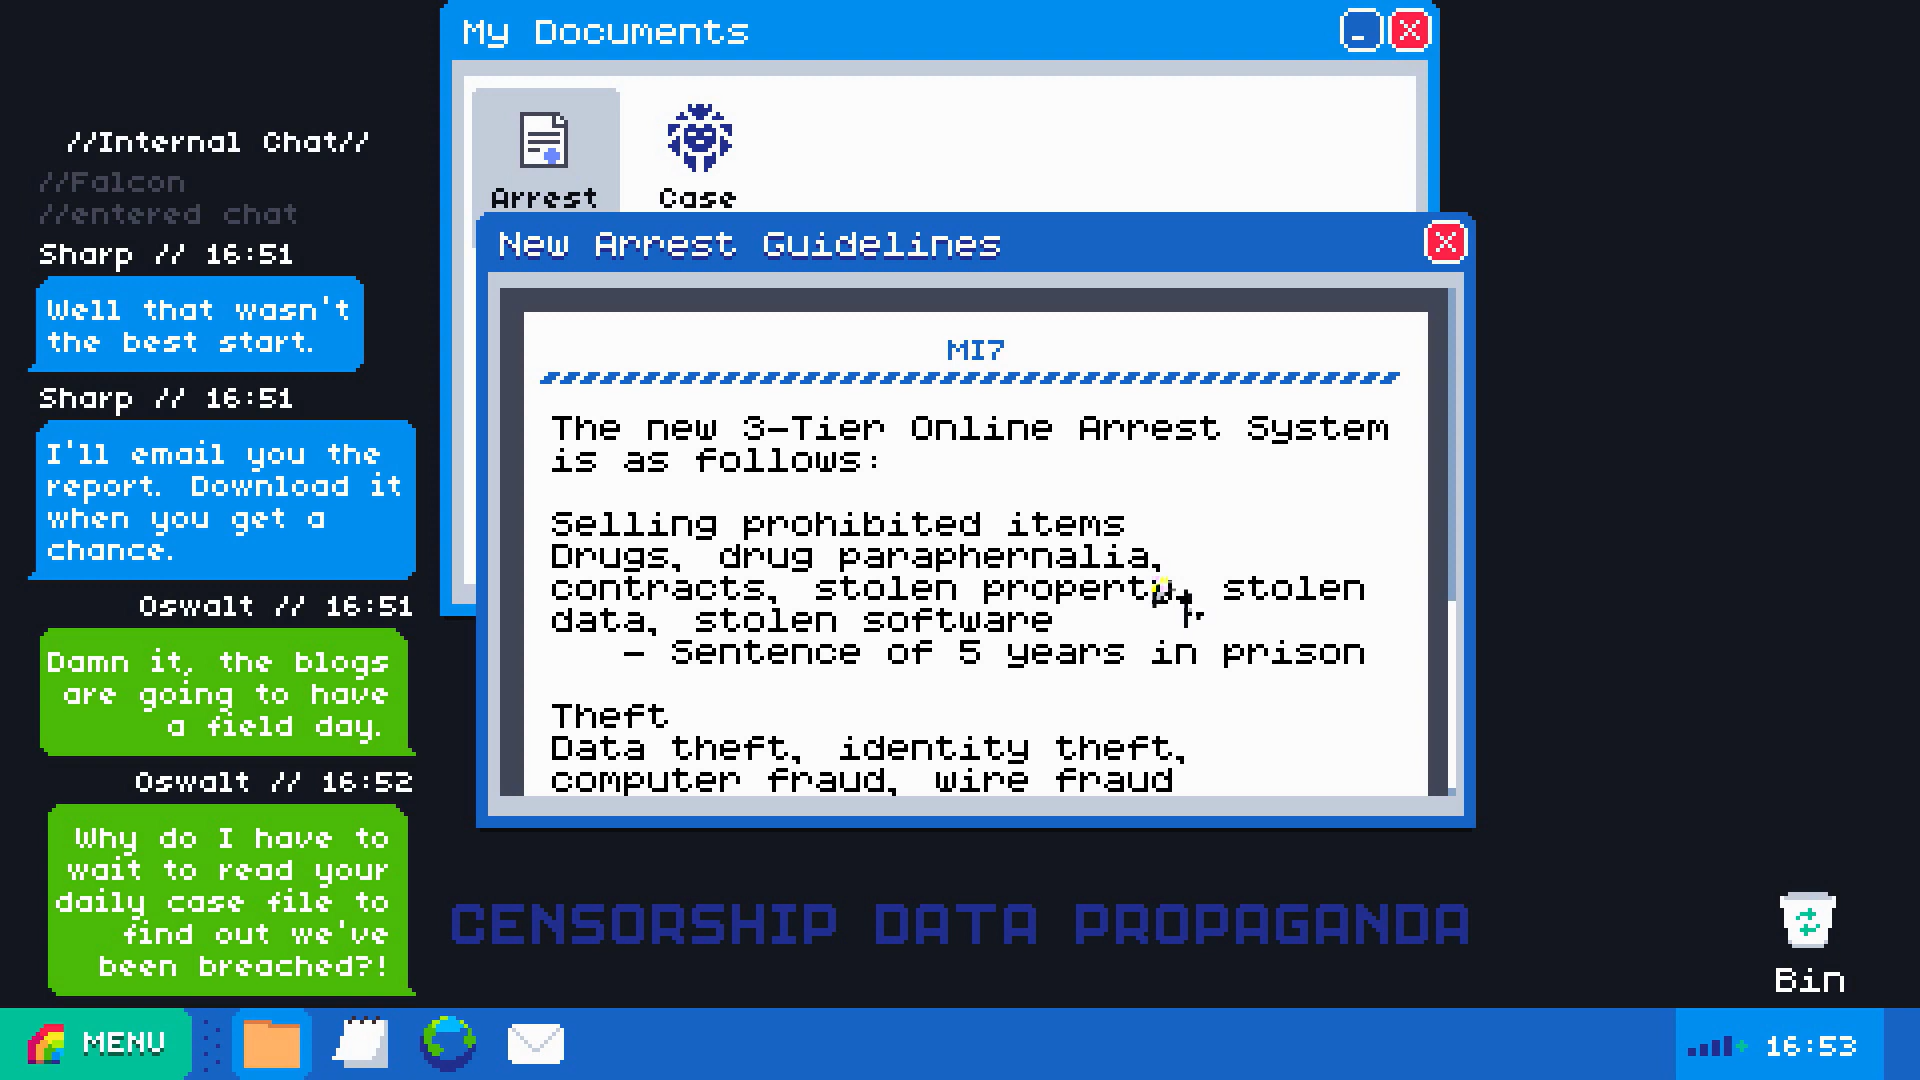 //Internal Chat//
//Falcon
//entered chat
Sharp // 16:51
Well that wasn't
the best start.
Sharp // 16:51
I'll email you the
report. Download it
when you get a
chance.
Oswalt // 16:51
Damn it, the blogs
are going to have
a field day.
Oswalt // 16:52
Why do I have to
wait to read your
daily case file to
find out we've
been breached?!
My Documents
Arrest
Case
New Arrest Guidelines
MI7
The new 3-Tier Online Arrest System
is as follows:
Selling prohibited items
Drugs, drug paraphernalia,
contracts, stolen property, stolen
data, stolen software
- Sentence of 5 years in prison
Theft
Data theft, identity theft,
computer fraud, wire fraud
CENSORSHIP DATA PROPAGANDA
Bin
MENU
16:53